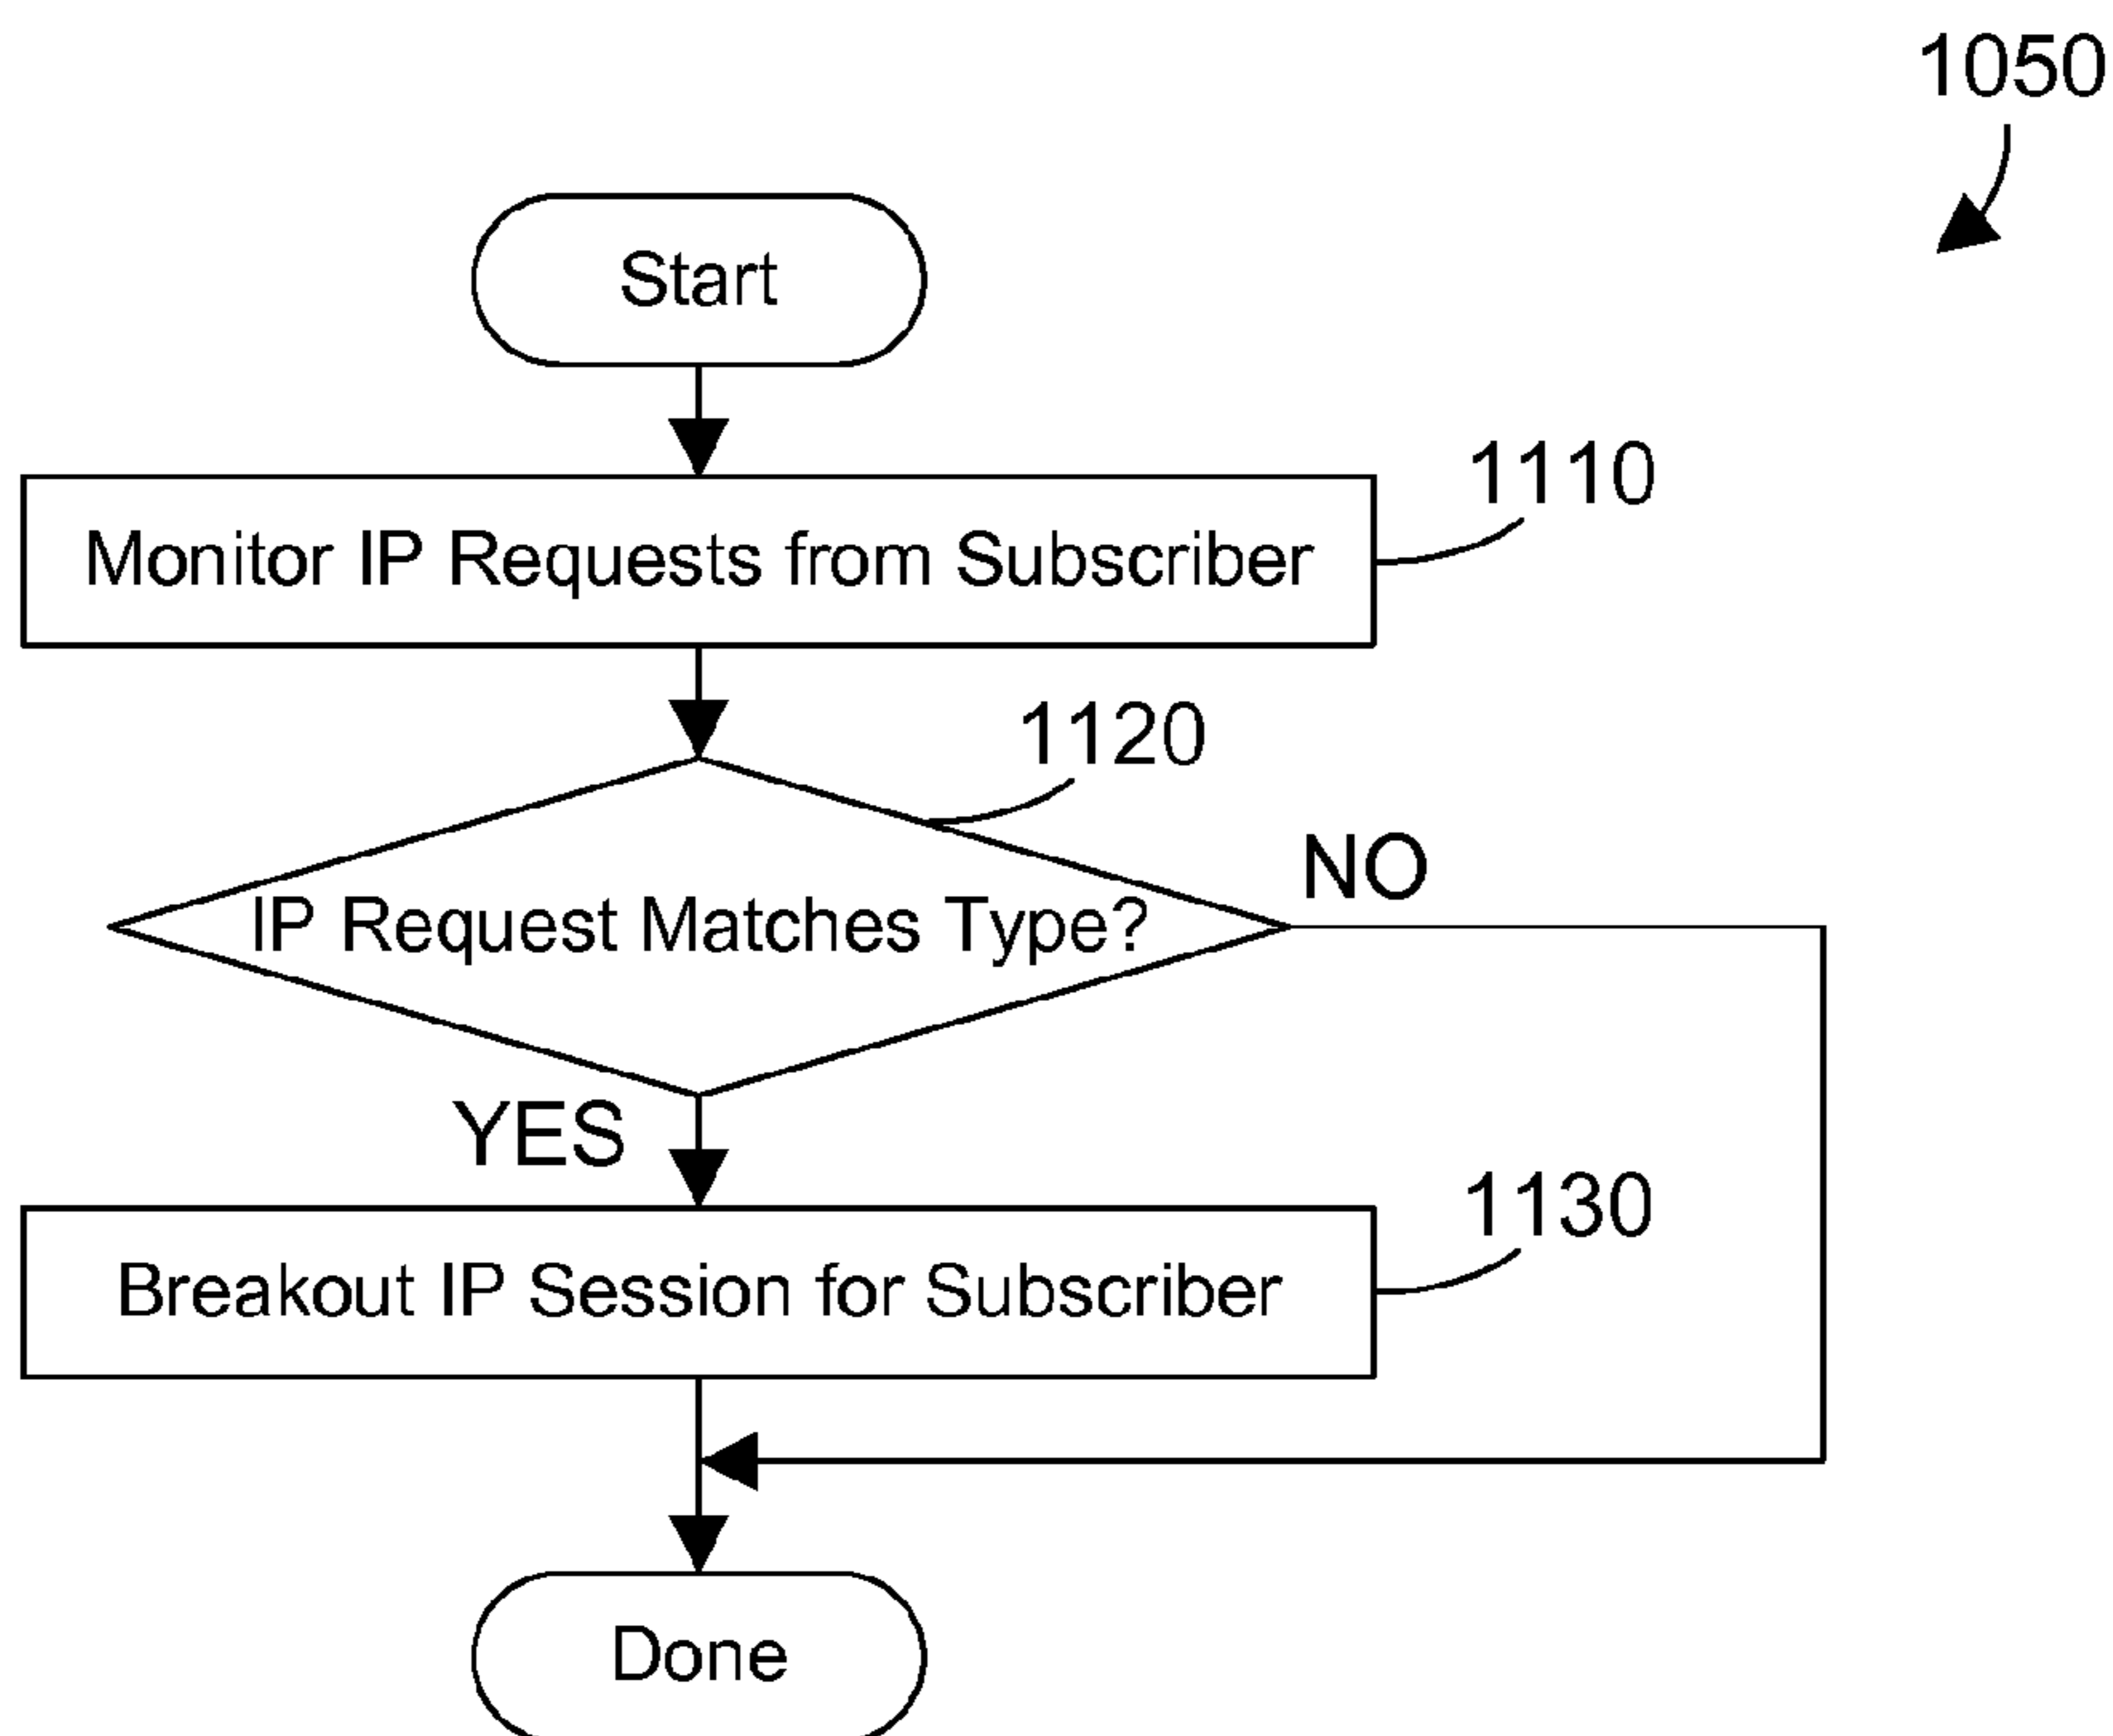 1050
Start
Monitor IP Requests from Subscriber
1110
1120
IP Request Matches Type?
NO
YES
Breakout IP Session for Subscriber
1130
Done